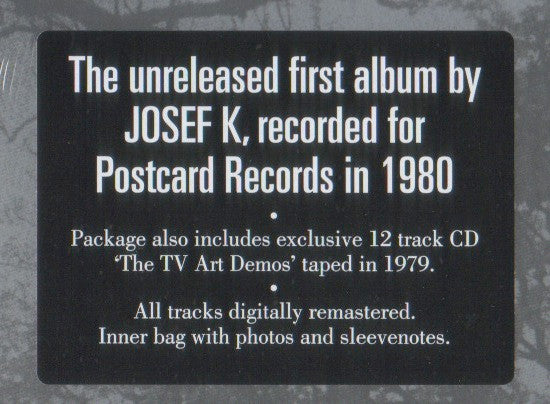 The unreleased first album by
JOSEF K, recorded for
Postcard Records in 1980
•
Package also includes exclusive 12 track CD
‘The TV Art Demos’ taped in 1979.
•
All tracks digitally remastered.
Inner bag with photos and sleevenotes.